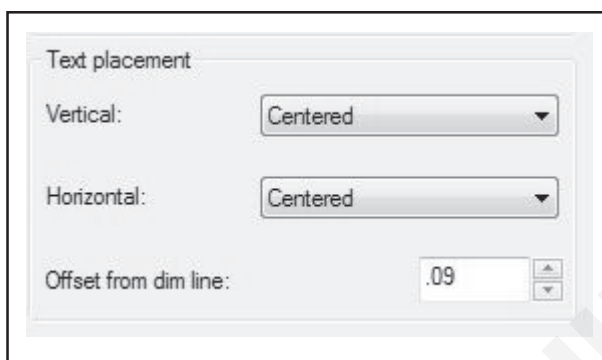 Text placement
Vertical: Centered
Horizontal: Centered
Offset from dim line: .09